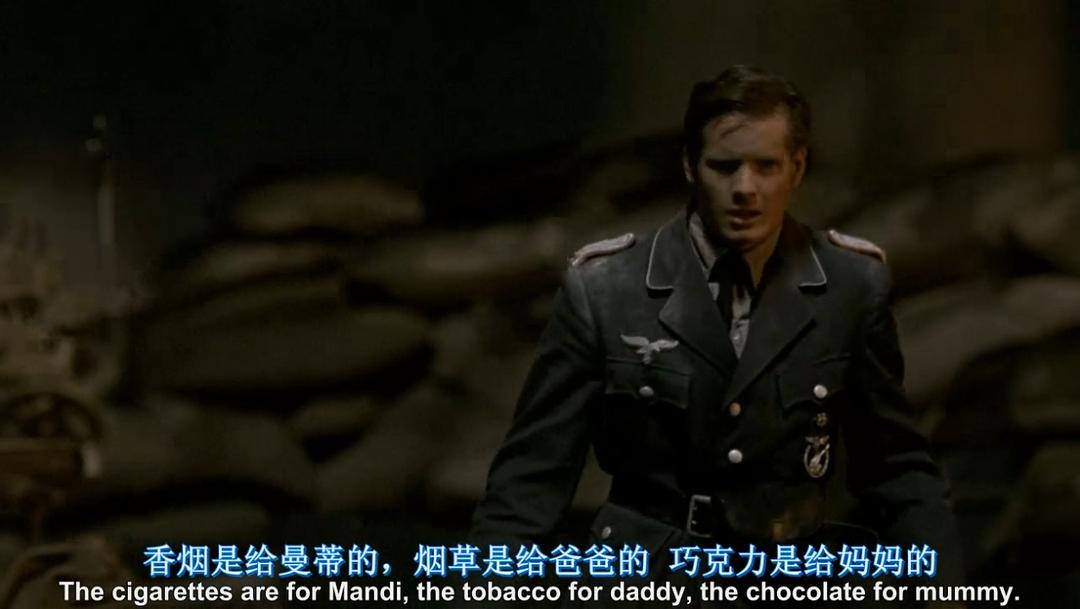 香烟是给曼蒂的，烟草是给爸爸的 巧克力是给妈妈的
The cigarettes are for Mandi, the tobacco for daddy, the chocolate for mummy.